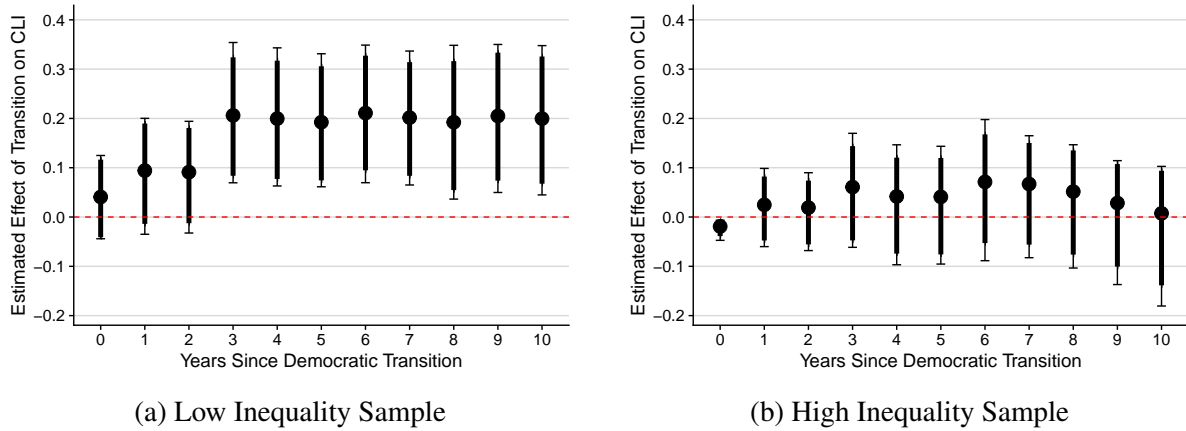 Estimated Effect of Transition on CLI
0.4
0.3
0.2
0.1
0.0
−0.1
−0.2
0 1 2 3 4 5 6 7 8 9 10
Years Since Democratic Transition
(a) Low Inequality Sample
Estimated Effect of Transition on CLI
0.4
0.3
0.2
0.1
0.0
−0.1
−0.2
0 1 2 3 4 5 6 7 8 9 10
Years Since Democratic Transition
(b) High Inequality Sample